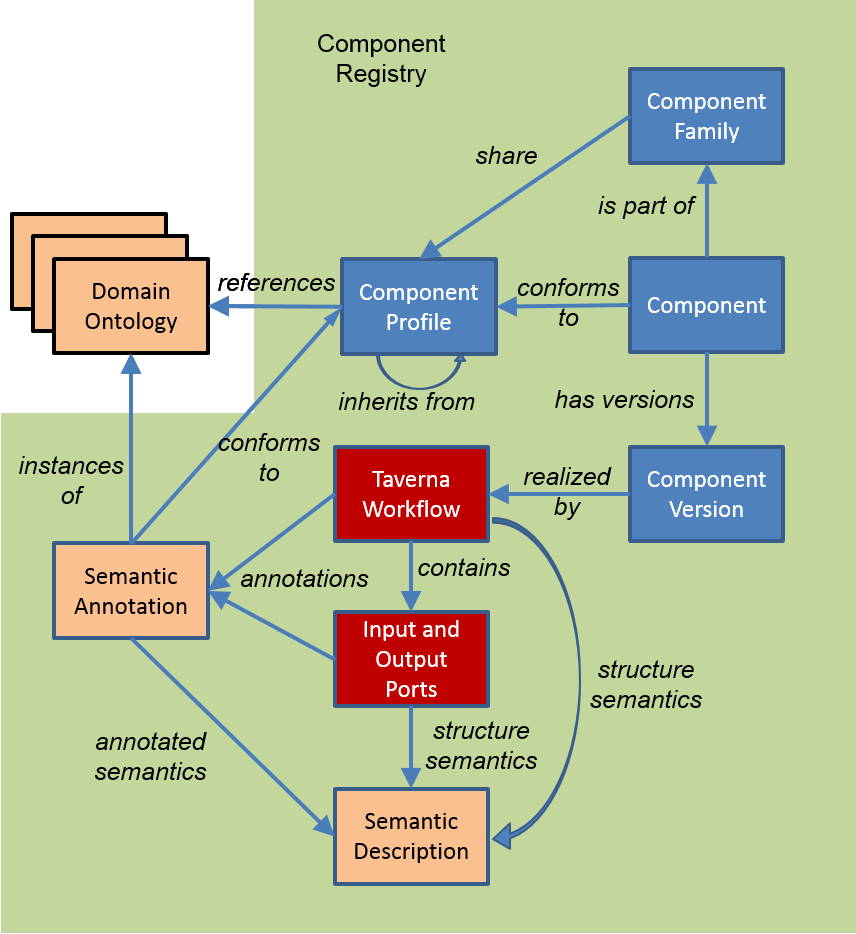 Component
Registry
Component
Family
share
is part of
Domain
Ontology
references
Component
Profile
conforms
to
Component
inherits from
has versions
instances
of
conforms
to
Taverna
Workflow
realized
by
Component
Version
Semantic
Annotation
annotations
contains
Input and
Output
Ports
structure
semantics
annotated
semantics
structure
semantics
Semantic
Description